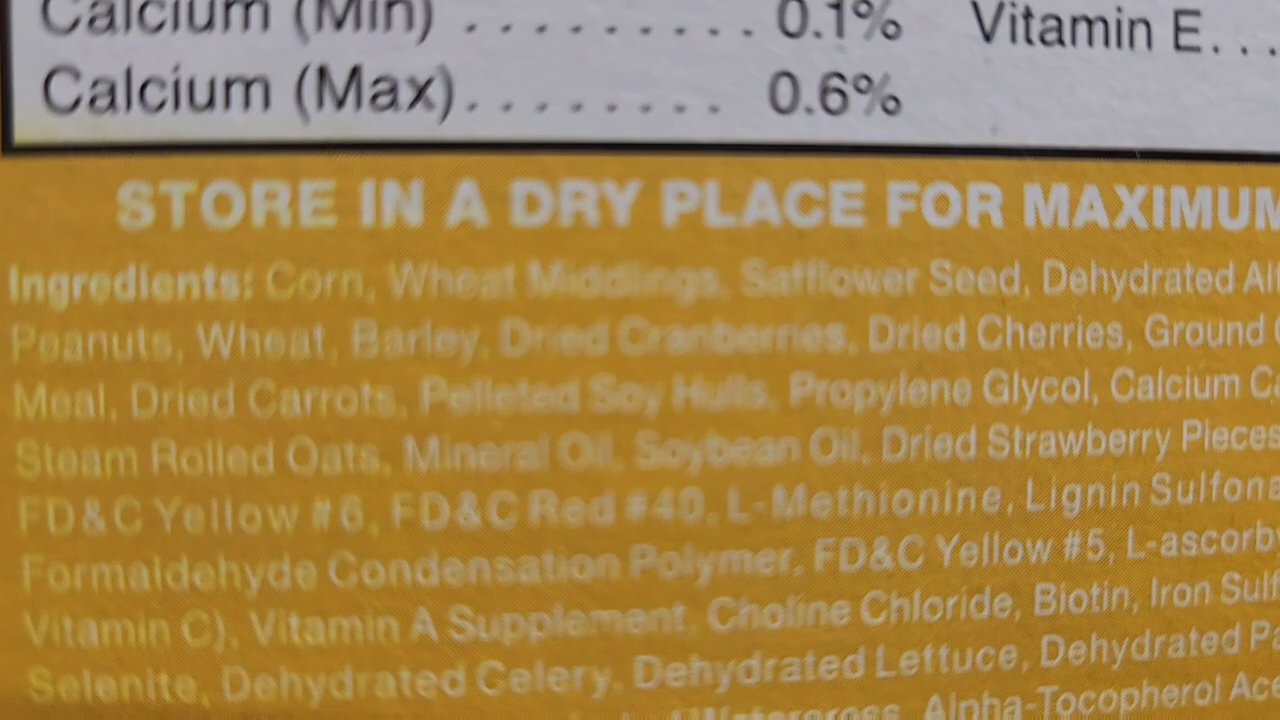 Calcium (Min) . . . . . . . . . . 0.1% Vitamin E. . .
Calcium (Max). . . . . . . . . 0.6%
STORE IN A DRY PLACE FOR MAXIMUM
Ingredients: Corn, Wheat Middlings, Safflower Seed, Dehydrated Alf
Peanuts, Wheat, Barley, Dried Cranberries, Dried Cherries, Ground
Meal, Dried Carrots, Pelleted Soy Hulls, Propylene Glycol, Calcium
Steam Rolled Oats, Mineral Oil, Soybean Oil, Dried Strawberry Pieces
FD&C Yellow #6, FD&C Red #40, L-Methionine, Lignin Sulfona
Formaldehyde Condensation Polymer, FD&C Yellow #5, L-ascorb
Vitamin C), Vitamin A Supplement, Choline Chloride, Biotin, Iron Sulf
Selenite, Dehydrated Celery, Dehydrated Lettuce, Dehydrated Pa
Watercress, Alpha-Tocopherol Ace